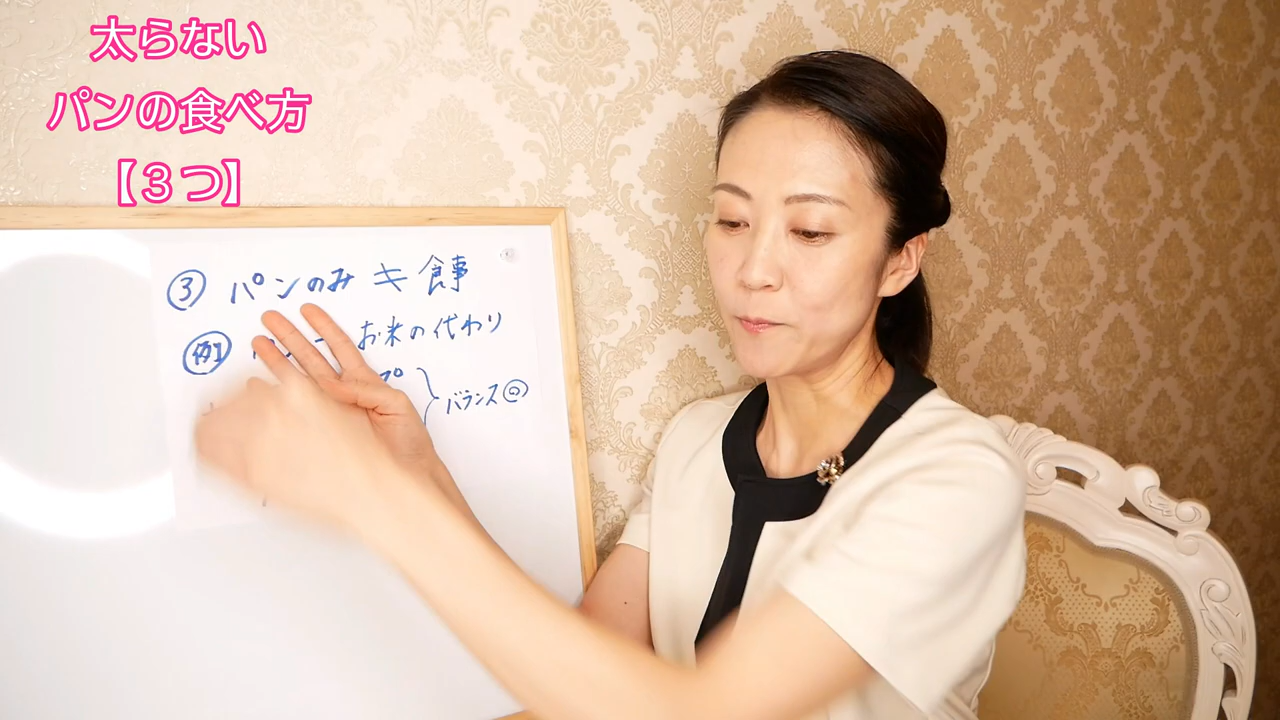 太らない
パンの食べ方
【３つ】
③ パンのみ ≠ 食事
例 お米の代わり
バランス◎